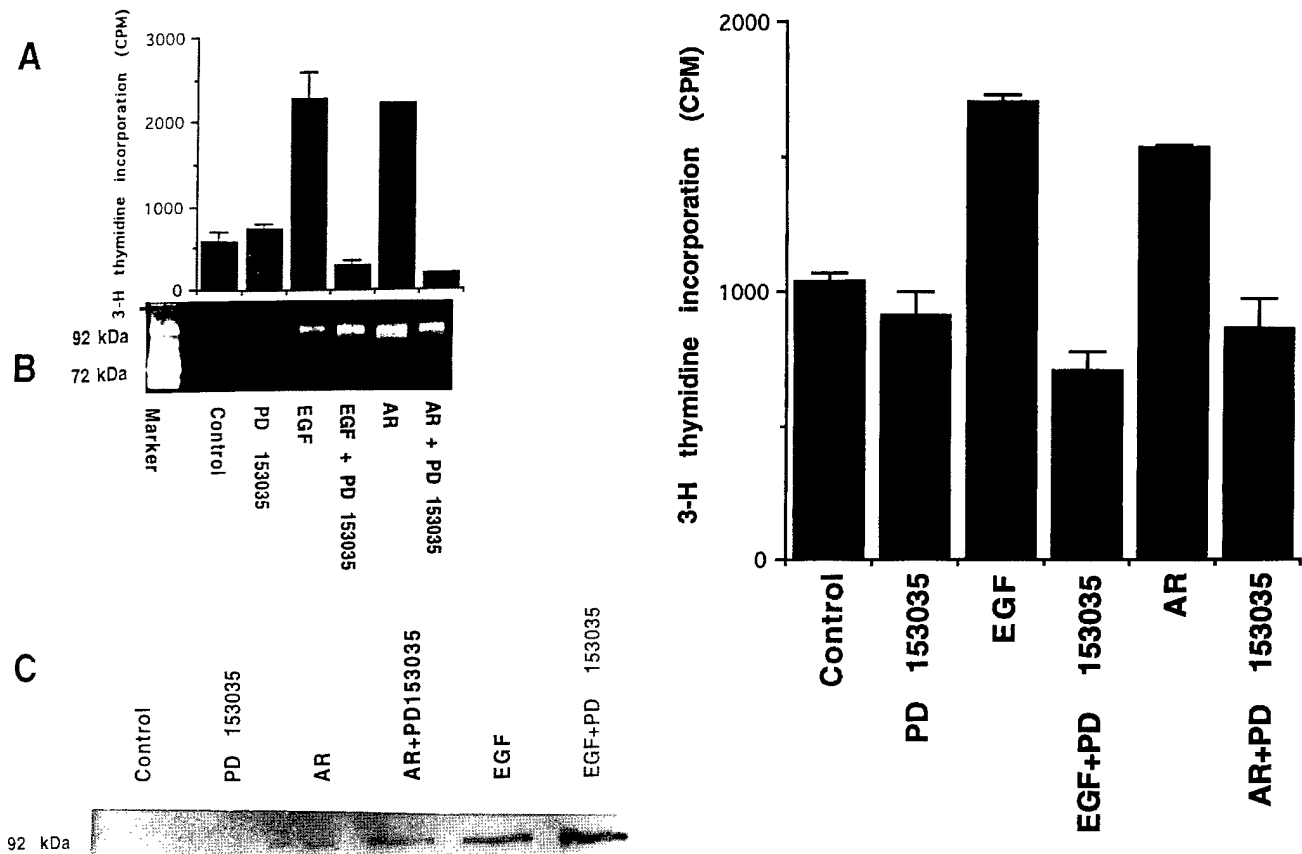 A
3-H thymidine incorporation (CPM)
3000
2000
1000
0
92 kDa
B
72 kDa
Marker
Control
PD 153035
EGF
EGF + PD 153035
AR
AR + PD 153035
C
Control
PD 153035
AR
AR+PD153035
EGF
EGF+PD 153035
92 kDa
3-H thymidine incorporation (CPM)
2000
1000
0
Control
PD 153035
EGF
EGF+PD 153035
AR
AR+PD 153035